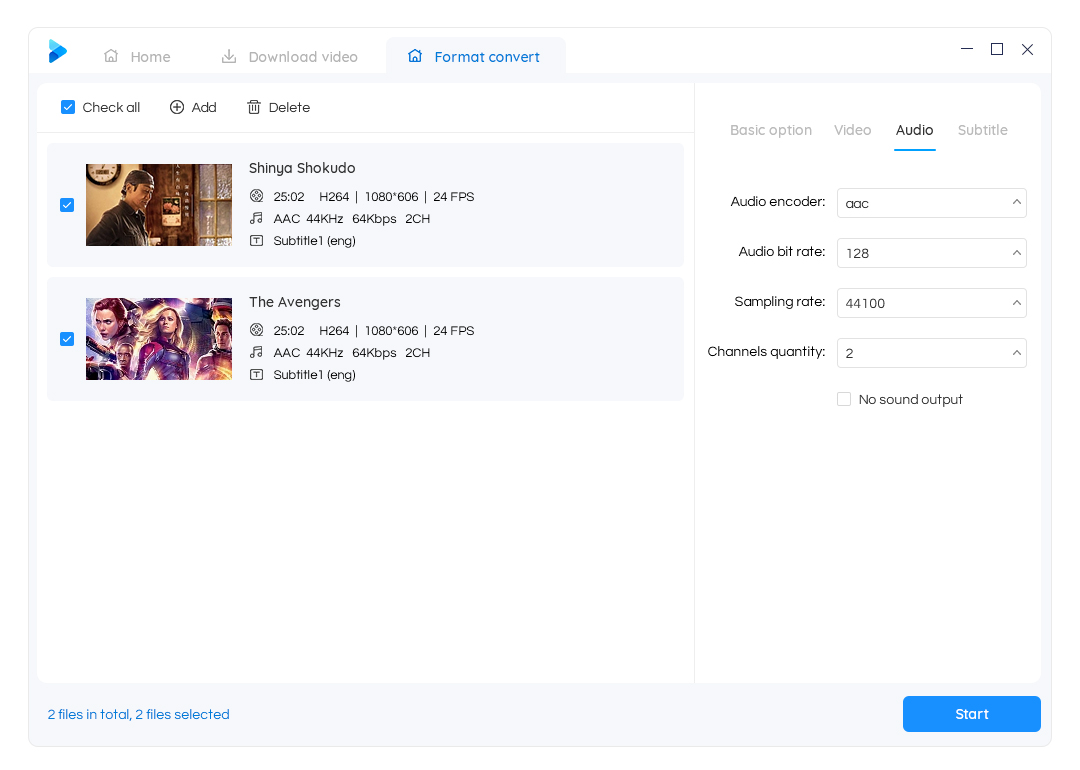 Home
Download video
Format convert
Check all
Add
Delete
Shinya Shokudo
25:02 H264 | 1080*606 | 24 FPS
AAC 44KHz 64Kbps 2CH
Subtitle1 (eng)
The Avengers
25:02 H264 | 1080*606 | 24 FPS
AAC 44KHz 64Kbps 2CH
Subtitle1 (eng)
Basic option
Video
Audio
Subtitle
Audio encoder: aac
Audio bit rate: 128
Sampling rate: 44100
Channels quantity: 2
No sound output
2 files in total, 2 files selected
Start